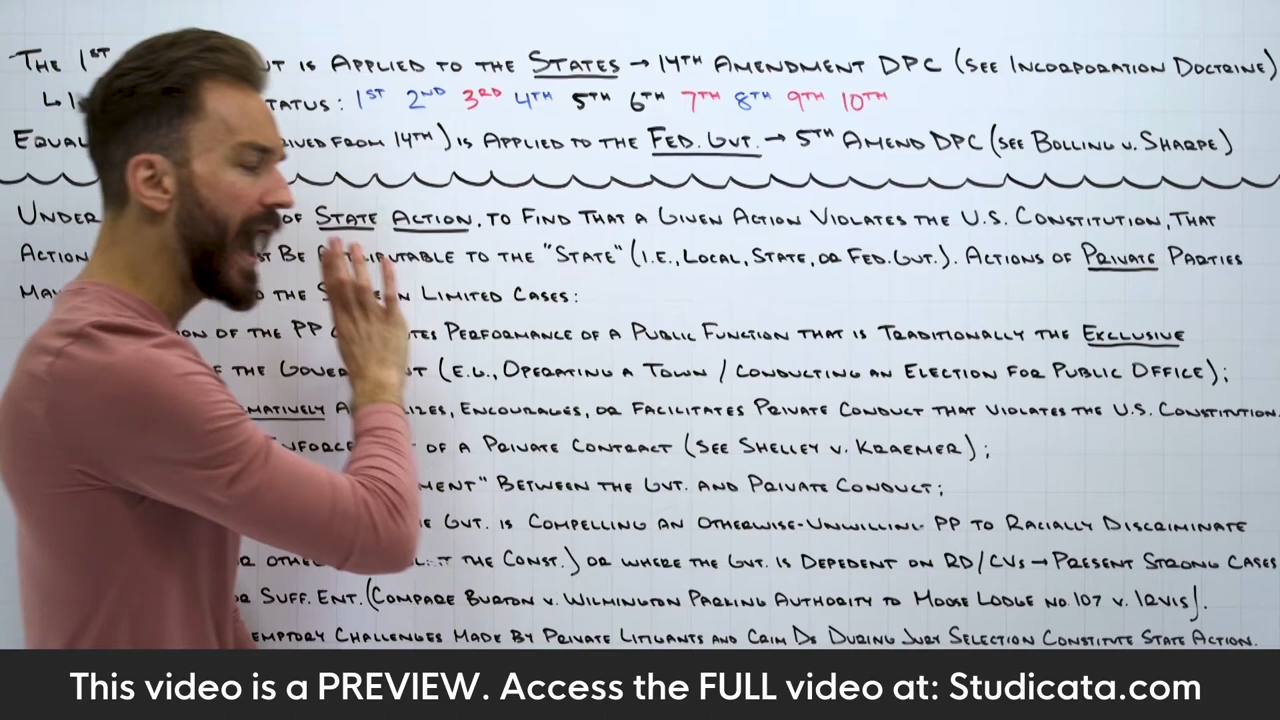 THE 1ST IS APPLIED TO THE STATES → 14TH AMENDMENT DPC (SEE INCORPORATION DOCTRINE)
: 1ST 2ND 3RD 4TH 5TH 6TH 7TH 8TH 9TH 10TH
FROM 14TH) IS APPLIED TO THE FED. GVT. → 5TH AMEND DPC (SEE BOLLING V. SHARPE)
UNDER OF STATE ACTION, TO FIND THAT A GIVEN ACTION VIOLATES THE U.S. CONSTITUTION, THAT
ACTION BE TO THE "STATE" (I.E., LOCAL, STATE, OR FED. GVT.). ACTIONS OF PRIVATE PARTIES
THE IN LIMITED CASES:
OF THE PP PERFORMANCE OF A PUBLIC FUNCTION THAT IS TRADITIONALLY THE EXCLUSIVE
THE (E.G., OPERATING A TOWN / CONDUCTING AN ELECTION FOR PUBLIC OFFICE);
ENCOURAGES, OR FACILITATES PRIVATE CONDUCT THAT VIOLATES THE U.S. CONSTITUTION.
OF A PRIVATE CONTRACT (SEE SHELLEY V. KRAEMER);
" BETWEEN THE GVT. AND PRIVATE CONDUCT;
GVT. IS COMPELLING AN OTHERWISE-UNWILLING PP TO RACIALLY DISCRIMINATE
THE CONST.) OR WHERE THE GVT. IS DEPEDENT ON RD/CVS → PRESENT STRONG CASES
SUFF. ENT. (COMPARE BURTON V. WILMINGTON PARKING AUTHORITY TO MOOSE LODGE NO. 107 V. IRVIS).
CHALLENGES MADE BY PRIVATE LITIGANTS AND CRIM DS DURING JURY SELECTION CONSTITUTE STATE ACTION.
This video is a PREVIEW. Access the FULL video at: Studicata.com